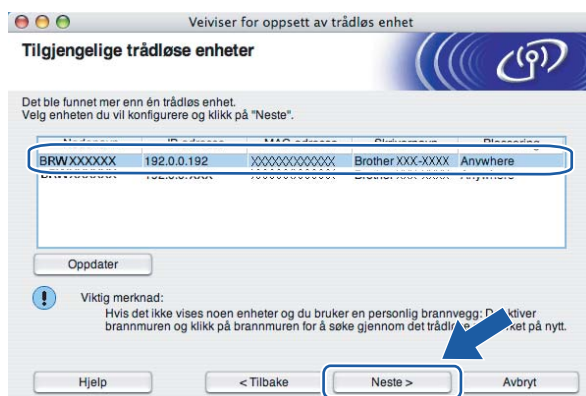 Veiviser for oppsett av trådløs enhet
Tilgjengelige trådløse enheter
Det ble funnet mer enn én trådløs enhet.
Velg enheten du vil konfigurere og klikk på "Neste".
BRWXXXXXX 192.0.0.192 XXXXXXXXXXXX Brother XXX-XXXX Anywhere
Oppdater
Viktig merknad:
Hvis det ikke vises noen enheter og du bruker en personlig brannvegg:
brannmuren og klikk på brannmuren for å søke gjennom det på nytt.
Hjelp < Tilbake Neste > Avbryt